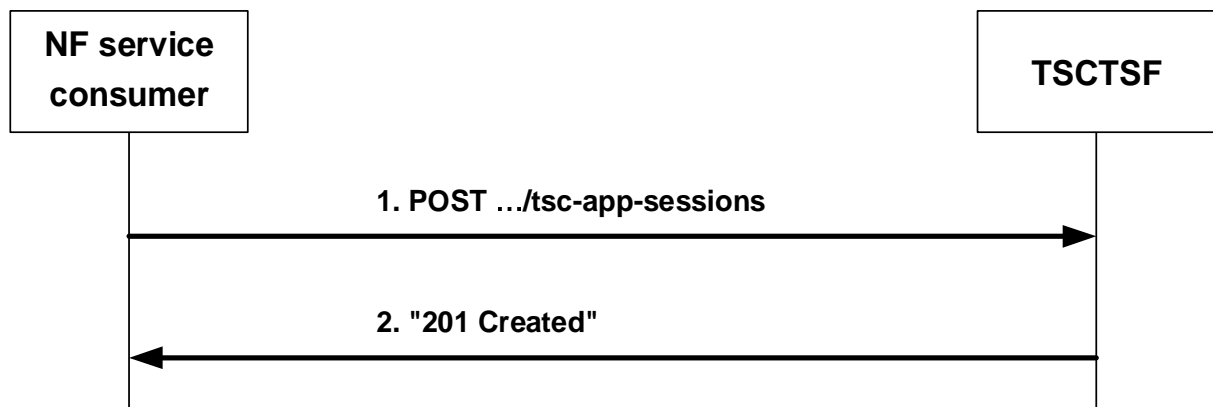 NF service
consumer
TSCTSF
1. POST …/tsc-app-sessions
2. "201 Created"